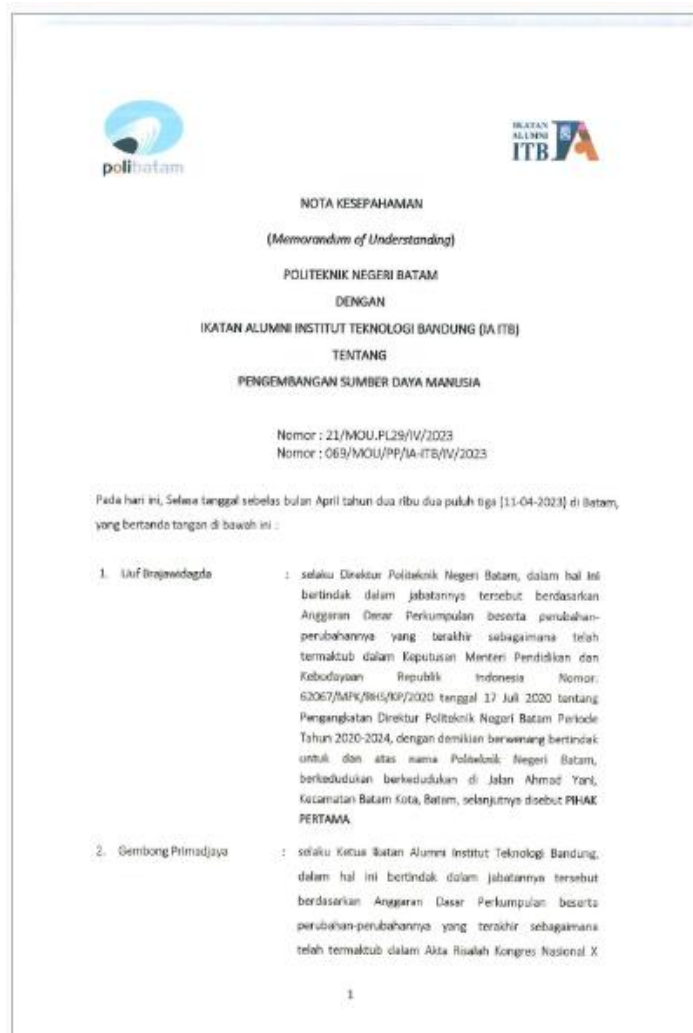 polibatam
IKATAN
ALUMNI
ITB
NOTA KESEPAHAMAN
(Memorandum of Understanding)
POLITEKNIK NEGERI BATAM
DENGAN
IKATAN ALUMNI INSTITUT TEKNOLOGI BANDUNG (IA ITB)
TENTANG
PENGEMBANGAN SUMBER DAYA MANUSIA
Nomor : 21/MOU.PL29/IV/2023
Nomor : 069/MOU/PP/IA-ITB/IV/2023
Pada hari ini, Selasa tanggal sebelas bulan April tahun dua ribu dua puluh tiga (11-04-2023) di Batam,
yang bertanda tangan di bawah ini :
1. Uuf Brajawidagda : selaku Direktur Politeknik Negeri Batam, dalam hal ini
bertindak dalam jabatannya tersebut berdasarkan
Anggaran Dasar Perkumpulan beserta perubahan-
perubahannya yang terakhir sebagaimana telah
termaktub dalam Keputusan Menteri Pendidikan dan
Kebudayaan Republik Indonesia Nomor:
62067/MPK/RHS/KP/2020 tanggal 17 Juli 2020 tentang
Pengangkatan Direktur Politeknik Negeri Batam Periode
Tahun 2020-2024, dengan demikian berwenang bertindak
untuk dan atas nama Politeknik Negeri Batam,
berkedudukan berkedudukan di Jalan Ahmad Yani,
Kecamatan Batam Kota, Batam, selanjutnya disebut PIHAK
PERTAMA
2. Gembong Primadjaya : selaku Ketua Ikatan Alumni Institut Teknologi Bandung,
dalam hal ini bertindak dalam jabatannya tersebut
berdasarkan Anggaran Dasar Perkumpulan beserta
perubahan-perubahannya yang terakhir sebagaimana
telah termaktub dalam Akta Risalah Kongres Nasional X
1